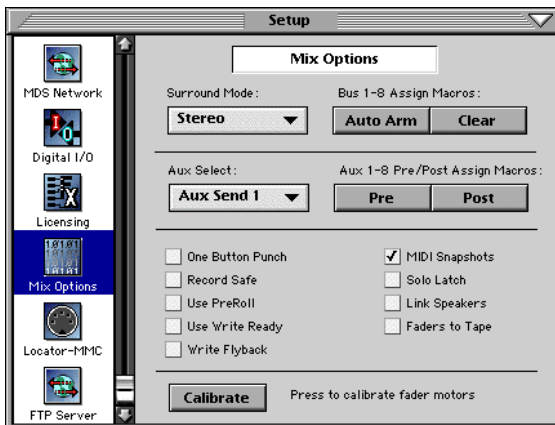 Setup
MDS Network
Digital I/O
Licensing
Mix Options
Locator-MMC
FTP Server
Mix Options
Surround Mode:
Stereo
Bus 1-8 Assign Macros:
Auto Arm
Clear
Aux Select:
Aux Send 1
Aux 1-8 Pre/Post Assign Macros:
Pre
Post
One Button Punch
Record Safe
Use PreRoll
Use Write Ready
Write Flyback
MIDI Snapshots
Solo Latch
Link Speakers
Faders to Tape
Calibrate
Press to calibrate fader motors